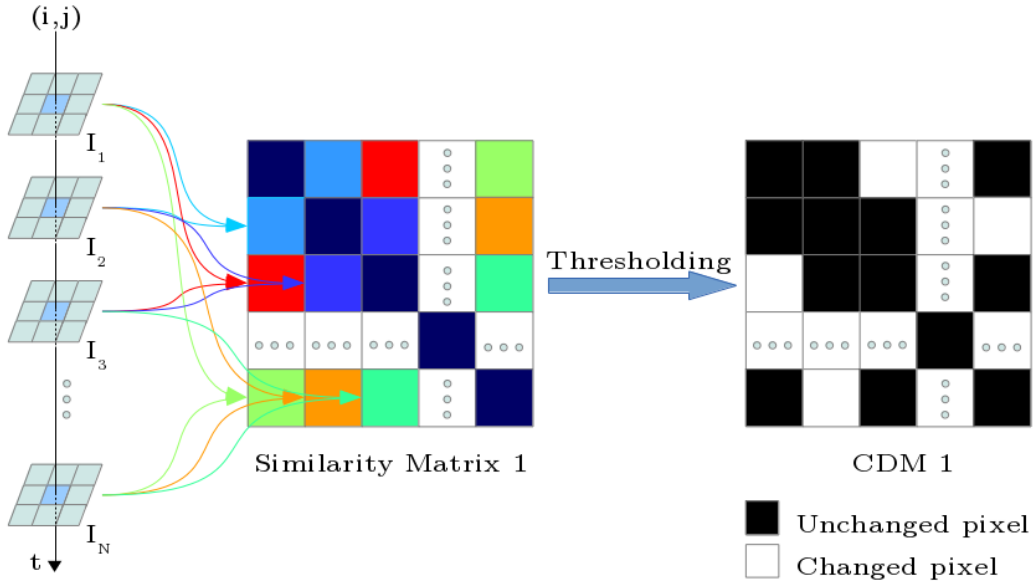 (i,j)
I1
I2
I3
IN
t
Thresholding
Similarity Matrix 1
CDM 1
Unchanged pixel
Changed pixel